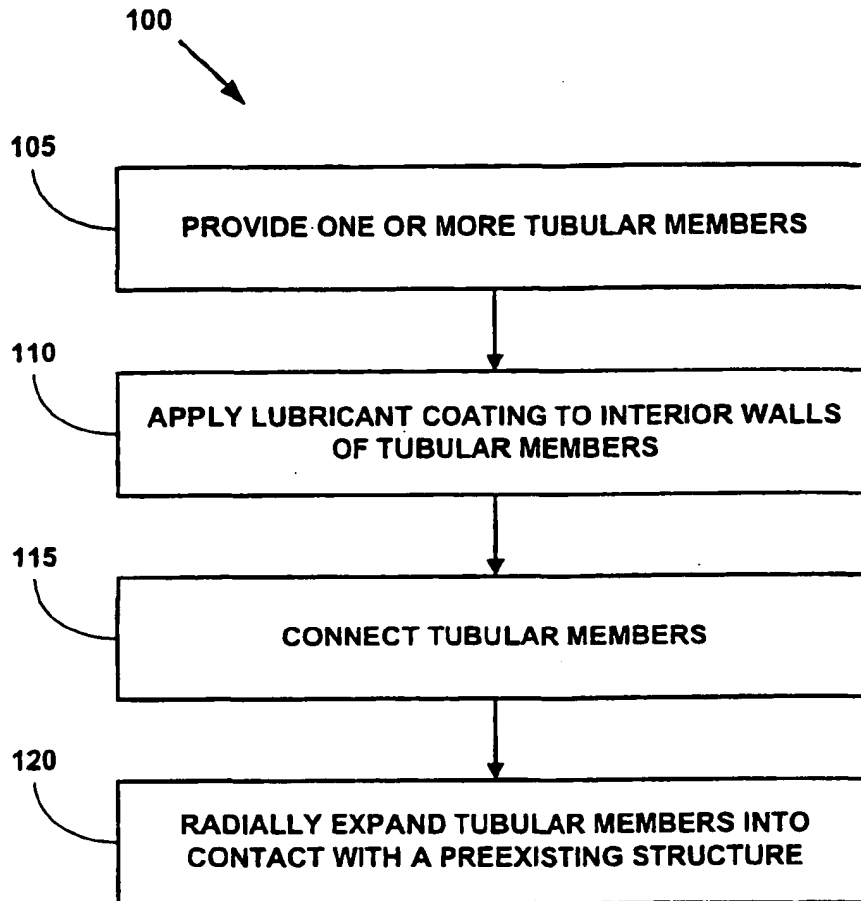 100
105
PROVIDE ONE OR MORE TUBULAR MEMBERS
110
APPLY LUBRICANT COATING TO INTERIOR WALLS
OF TUBULAR MEMBERS
115
CONNECT TUBULAR MEMBERS
120
RADIALLY EXPAND TUBULAR MEMBERS INTO
CONTACT WITH A PREEXISTING STRUCTURE